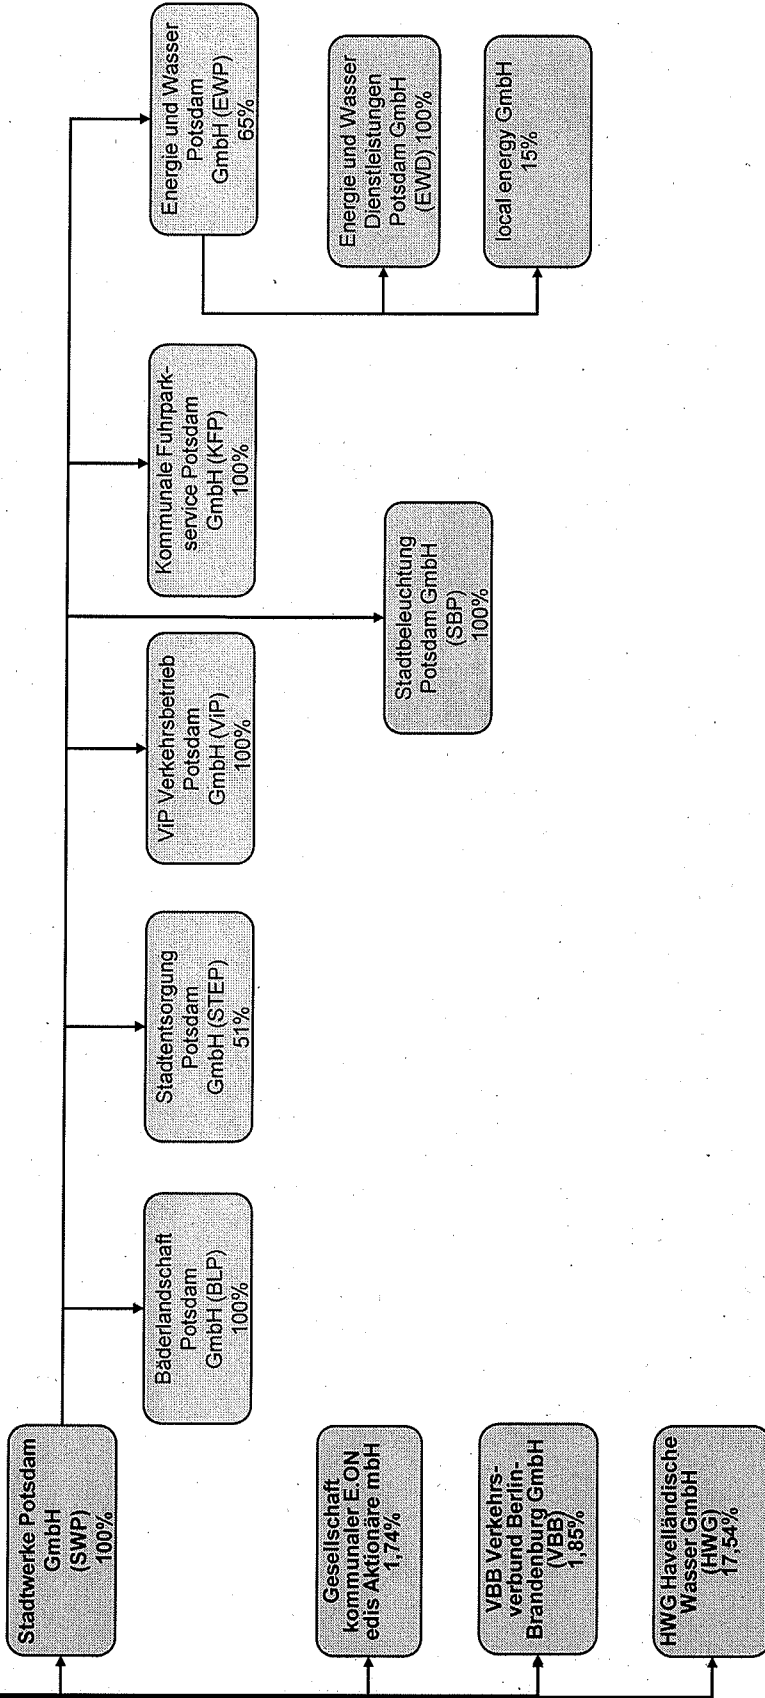 Stadtwerke Potsdam
GmbH
(SWP)
100%
Bäderlandschaft
Potsdam
GmbH (BLP)
100%
Stadtentsorgung
Potsdam
GmbH (STEP)
51%
ViP Verkehrsbetrieb
Potsdam
GmbH (ViP)
100%
Kommunale Fuhrpark-
service Potsdam
GmbH (KFP)
100%
Energie und Wasser
Potsdam
GmbH (EWP)
65%
Stadtbeleuchtung
Potsdam GmbH
(SBP)
100%
Energie und Wasser
Dienstleistungen
Potsdam GmbH
(EWD) 100%
local energy GmbH
15%
Gesellschaft
kommunaler E.ON
edis Aktionäre mbH
1,74%
VBB Verkehrs-
verbund Berlin-
Brandenburg GmbH
(VBB)
1,85%
HWG Havelländische
Wasser GmbH
(HWG)
17,54%